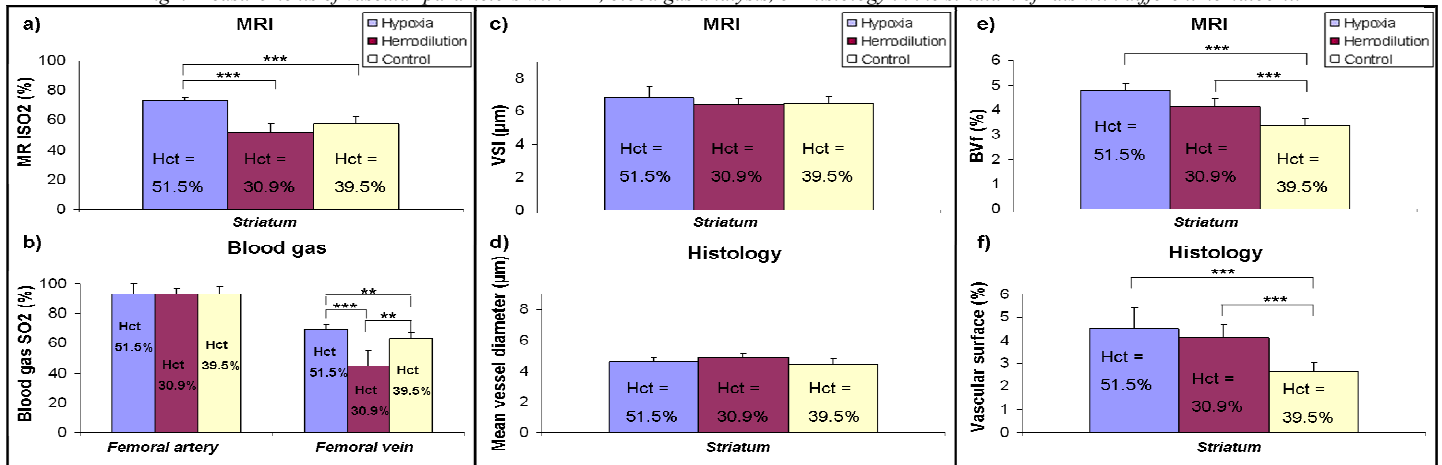 a)
MRI
Hypoxia
Hemodilution
Control
MR lSO2 (%)
100
80
60
40
20
0
***
***
Hct =
51.5%
Hct =
30.9%
Hct =
39.5%
Striatum
b)
Blood gas
Blood gas SO2 (%)
100
80
60
40
20
0
**
***
**
Hct
51.5%
Hct
30.9%
Hct
39.5%
Hct
51.5%
Hct
30.9%
Hct
39.5%
Femoral artery
Femoral vein
c)
MRI
Hypoxia
Hemodilution
Control
VSI (µm)
8
6
4
2
0
Hct =
51.5%
Hct =
30.9%
Hct =
39.5%
Striatum
d)
Histology
Mean vessel diameter (µm)
8
6
4
2
0
Hct =
51.5%
Hct =
30.9%
Hct =
39.5%
Striatum
e)
MRI
Hypoxia
Hemodilution
Control
BVf (%)
6
5
4
3
2
1
0
***
***
Hct =
51.5%
Hct =
30.9%
Hct =
39.5%
Striatum
f)
Histology
Vascular surface (%)
6
5
4
3
2
1
0
***
***
Hct =
51.5%
Hct =
30.9%
Hct =
39.5%
Striatum